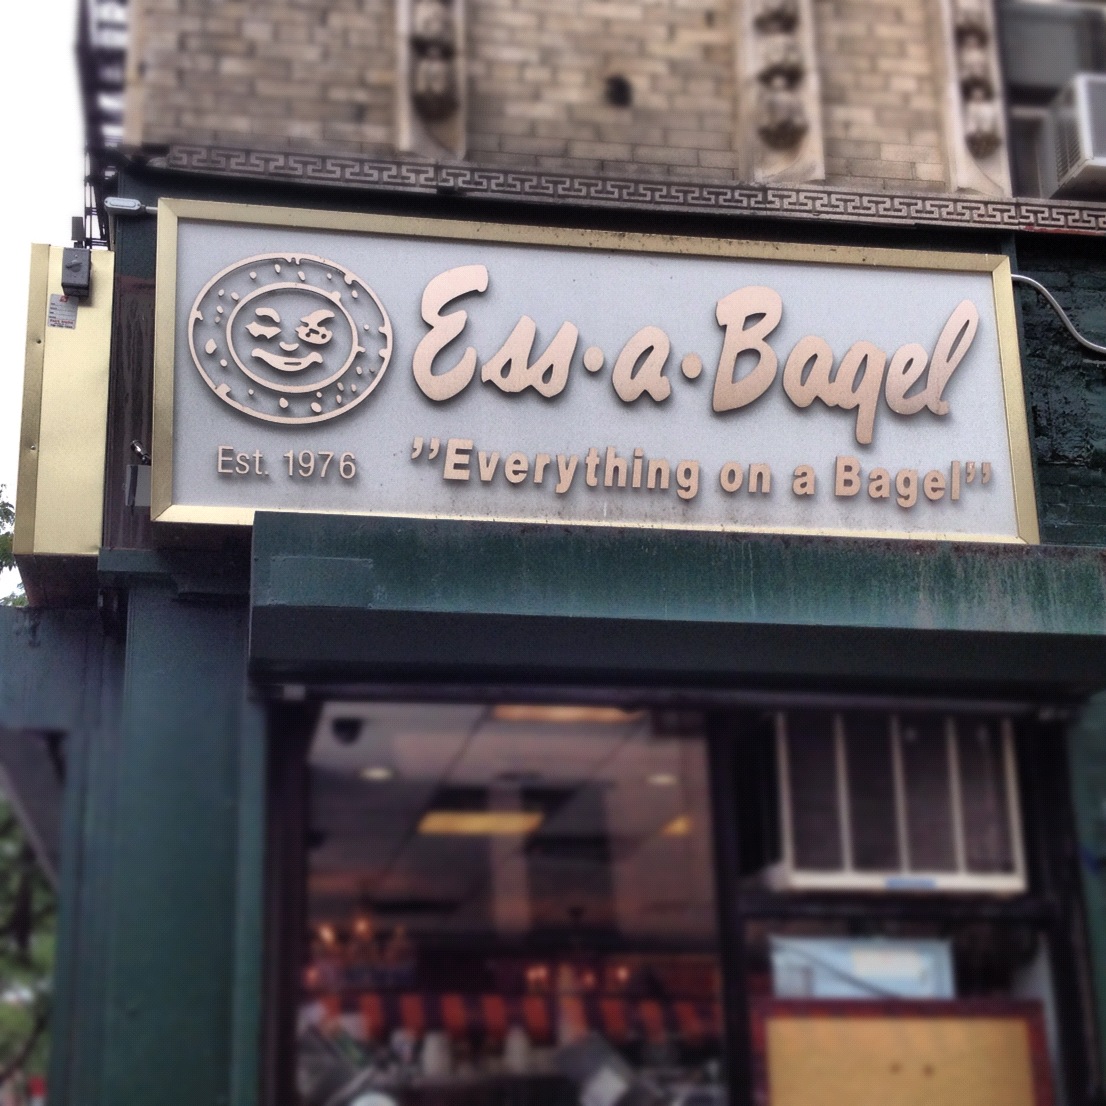 Ess·a·Bagel
Est. 1976
"Everything on a Bagel"